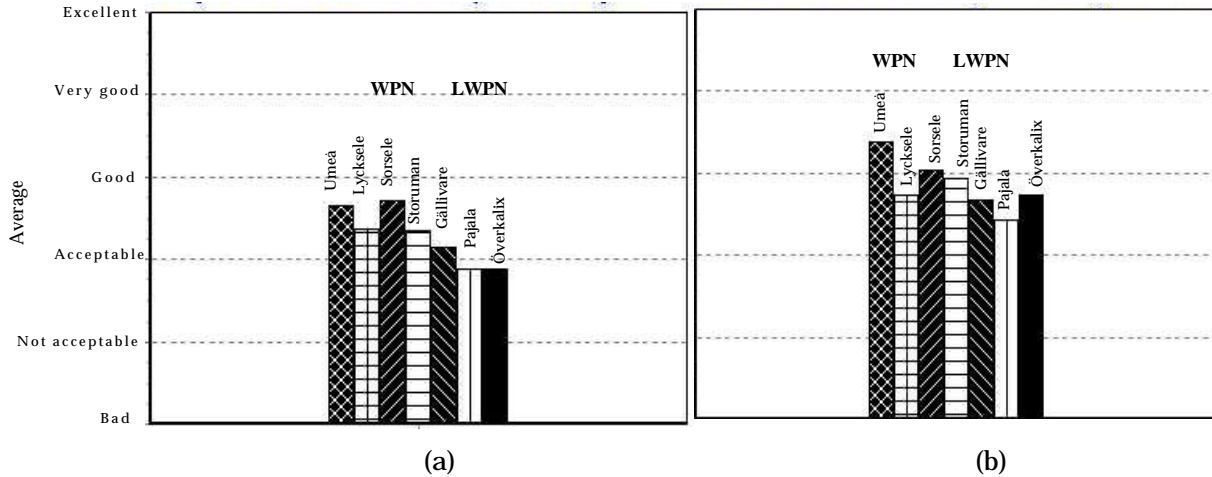 Excellent
Very good
Good
Acceptable
Not acceptable
Bad
Average
WPN LWPN
Umeå
Lycksele
Sorsele
Storuman
Gällivare
Pajala
Överkalix
(a)
WPN LWPN
Umeå
Lycksele
Sorsele
Storuman
Gällivare
Pajala
Överkalix
(b)